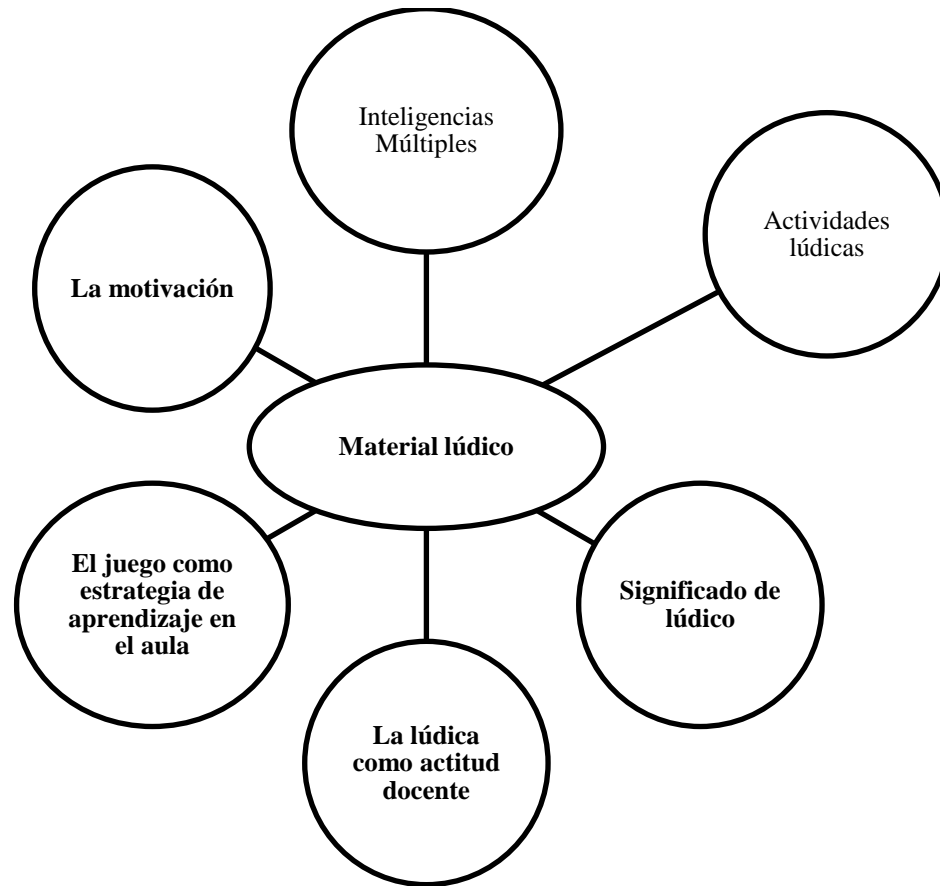 Inteligencias
Múltiples
Actividades
lúdicas
La motivación
Material lúdico
El juego como
estrategia de
aprendizaje en
el aula
Significado de
lúdico
La lúdica
como actitud
docente